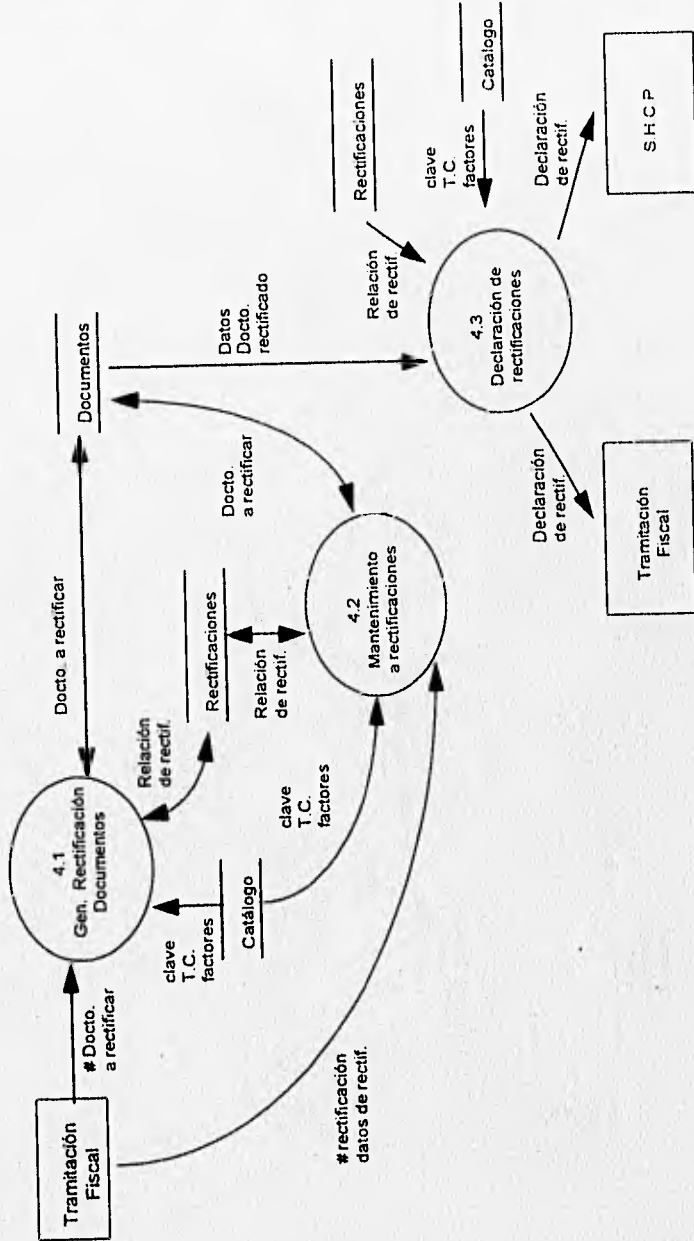 Tramitación
Fiscal
# Docto.
a rectificar
4.1
Gen. Rectificación
Documentos
Docto. a rectificar
Documentos
Relación
de rectif.
clave
T.C.
factores
Catálogo
Rectificaciones
Relación
de rectif.
clave
T.C.
factores
4.2
Mantenimiento
a rectificaciones
Docto.
a rectificar
# rectificación
datos de rectif.
Datos
Docto.
rectificado
Rectificaciones
Relación
de rectif.
clave
T.C.
factores
Catalogo
4.3
Declaración de
rectificaciones
Declaración
de rectif.
Tramitación
Fiscal
Declaración
de rectif.
S.H C P